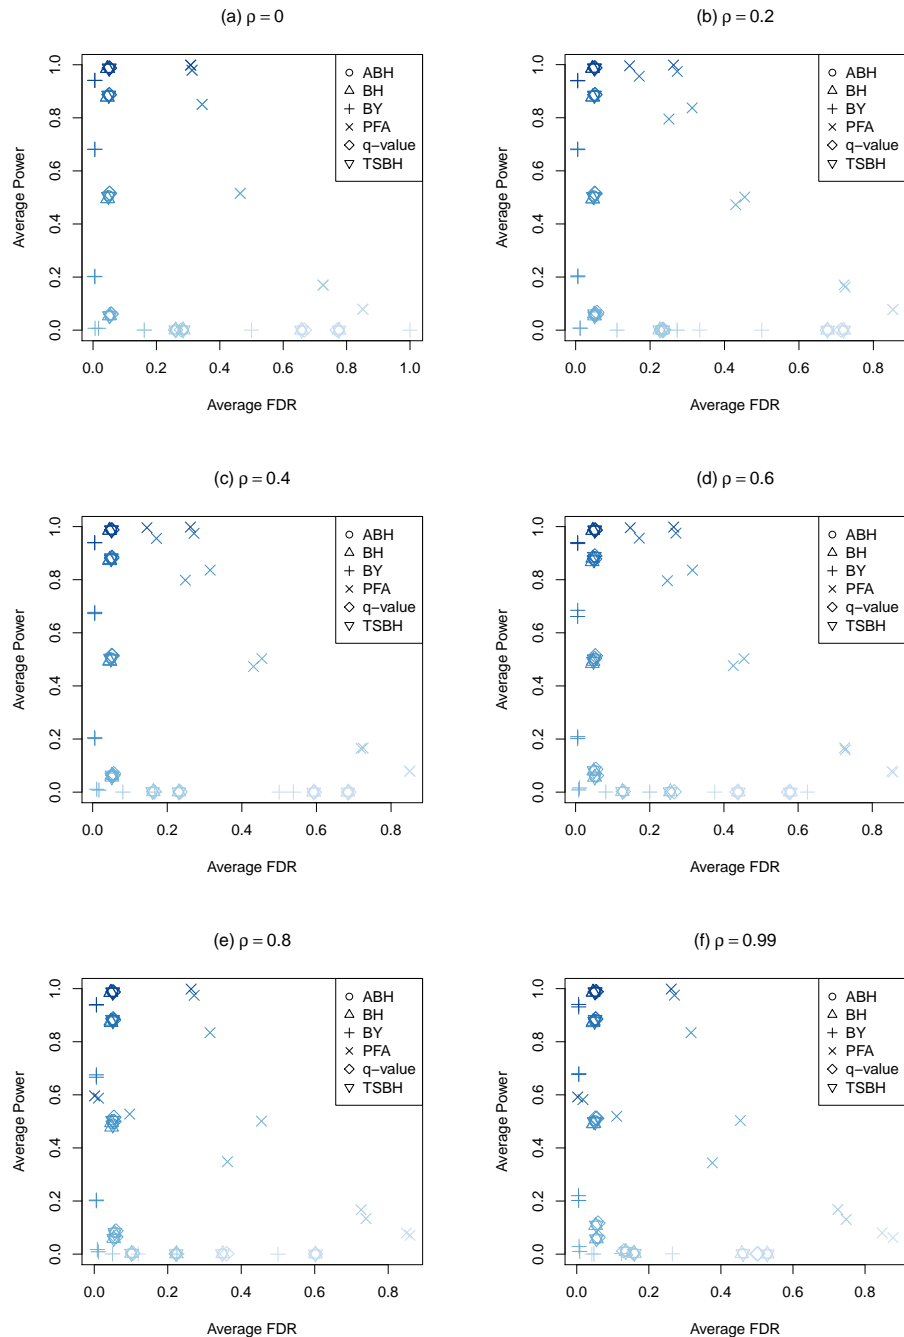 (a) ρ = 0
Average Power
0.0 0.2 0.4 0.6 0.8 1.0
ABH
BH
BY
PFA
q-value
TSBH
0.0 0.2 0.4 0.6 0.8 1.0
Average FDR
(b) ρ = 0.2
Average Power
0.0 0.2 0.4 0.6 0.8 1.0
ABH
BH
BY
PFA
q-value
TSBH
0.0 0.2 0.4 0.6 0.8
Average FDR
(c) ρ = 0.4
Average Power
0.0 0.2 0.4 0.6 0.8 1.0
ABH
BH
BY
PFA
q-value
TSBH
0.0 0.2 0.4 0.6 0.8
Average FDR
(d) ρ = 0.6
Average Power
0.0 0.2 0.4 0.6 0.8 1.0
ABH
BH
BY
PFA
q-value
TSBH
0.0 0.2 0.4 0.6 0.8
Average FDR
(e) ρ = 0.8
Average Power
0.0 0.2 0.4 0.6 0.8 1.0
ABH
BH
BY
PFA
q-value
TSBH
0.0 0.2 0.4 0.6 0.8
Average FDR
(f) ρ = 0.99
Average Power
0.0 0.2 0.4 0.6 0.8 1.0
ABH
BH
BY
PFA
q-value
TSBH
0.0 0.2 0.4 0.6 0.8
Average FDR